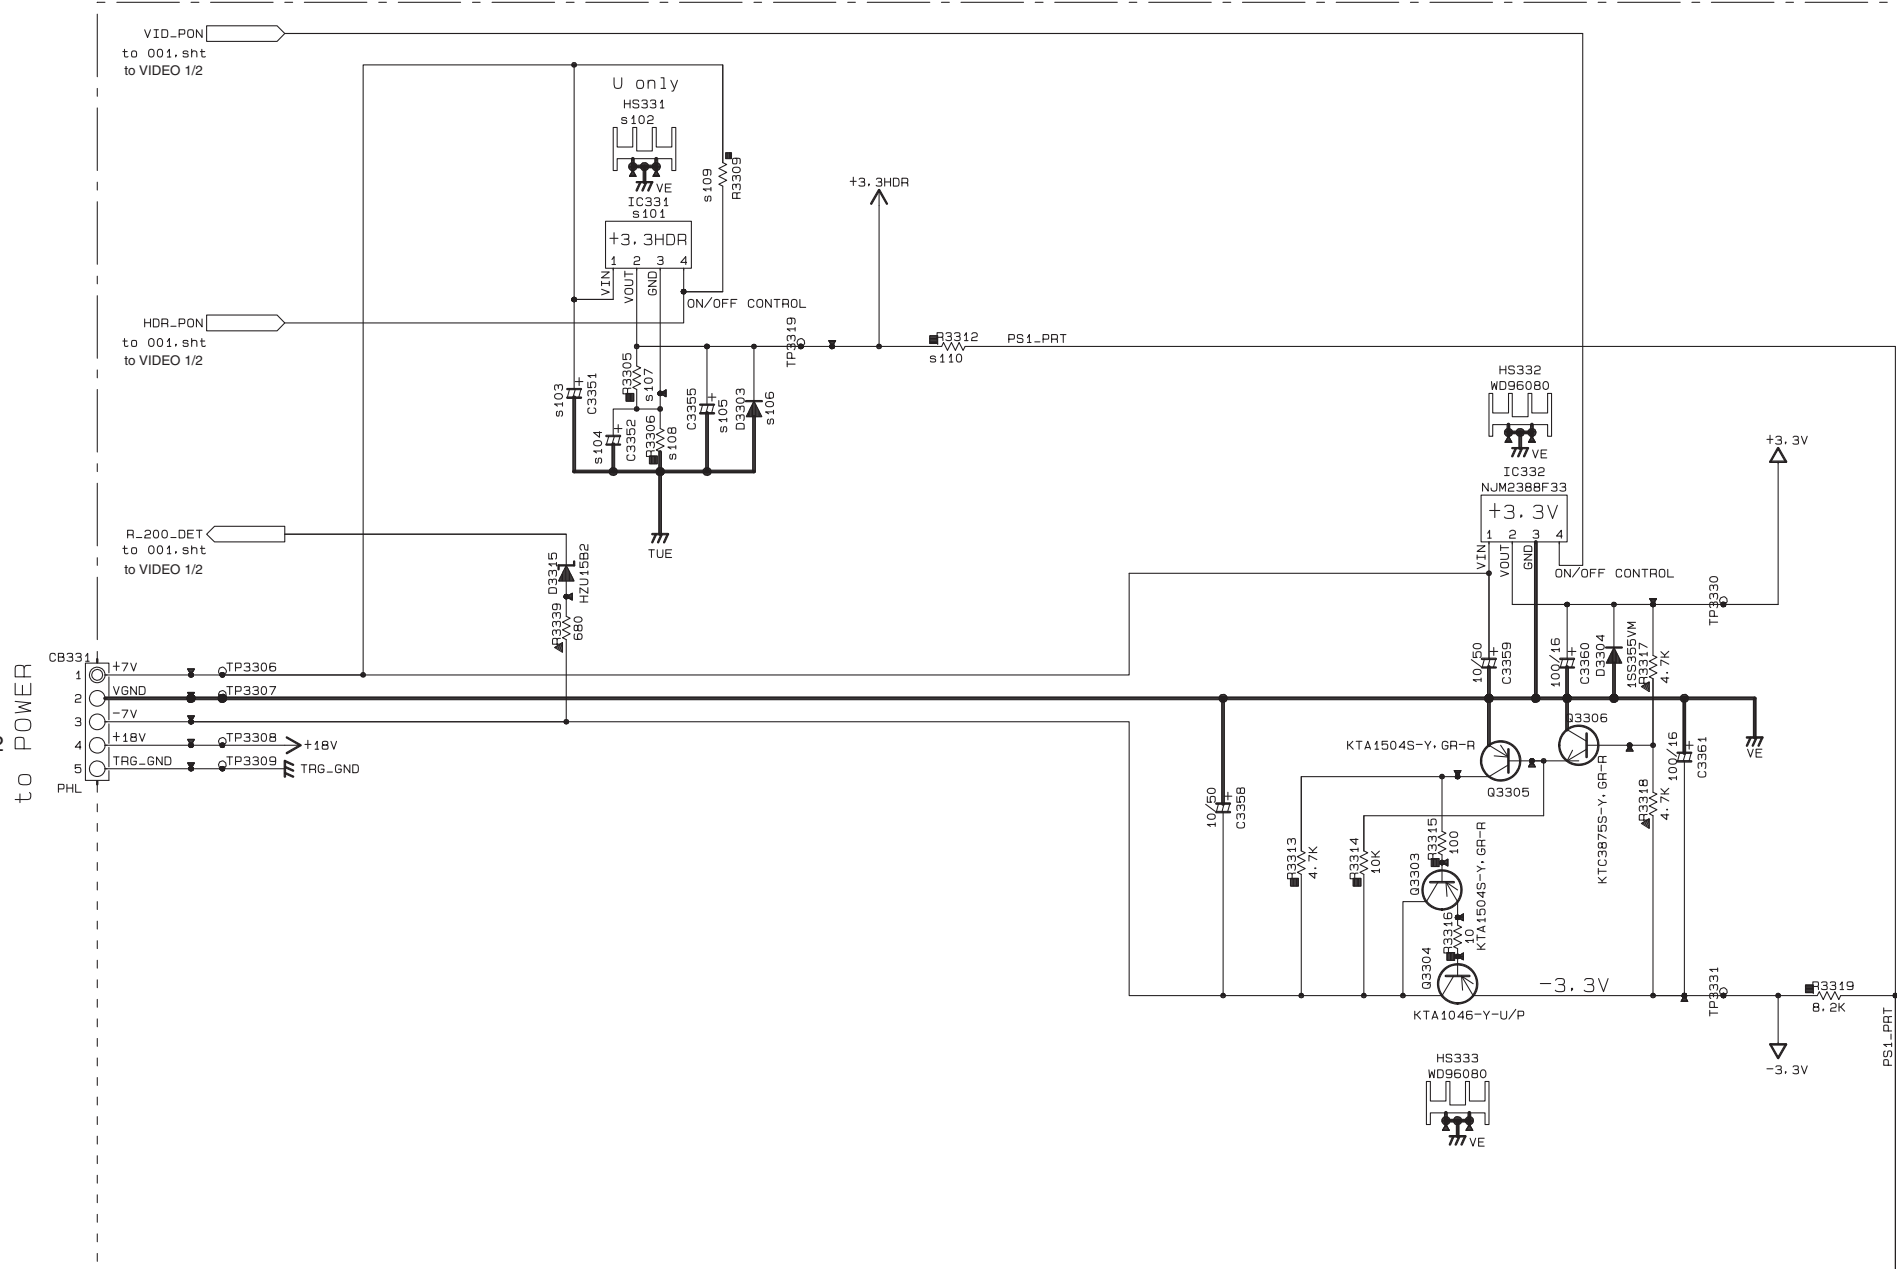 VID_PON
to 001.sht
to VIDEO 1/2
U only
HS331
s102
VE
IC331
s101
+3.3HDR
1 2 3 4
VIN
VOUT
GND
ON/OFF CONTROL
s109
R3309
+3.3HDR
HDR_PON
to 001.sht
to VIDEO 1/2
TP3319
R3312
s110
PS1_PRT
s103
C3351
R3305
s107
s104
C3352
R3306
s108
C3355
s105
D3303
s106
TUE
R_200_DET
to 001.sht
to VIDEO 1/2
D3315
HZU15B2
R3339
680
HS332
WD96080
VE
IC332
NJM2388F33
+3.3V
1 2 3 4
VIN
VOUT
GND
ON/OFF CONTROL
+3.3V
TP3330
10/50
C3359
100/16
C3360
D3304
1SS355VM
R3317
4.7K
to POWER
CB331
1 +7V TP3306
2 VGND TP3307
3 -7V
4 +18V TP3308 +18V
5 TRG_GND TP3309 TRG_GND
PHL
Q3306
KTA1504S-Y,GR-R
Q3305
KTC3875S-Y,GR-R
R3318
4.7K
100/16
C3361
VE
10/50
C3358
R3313
4.7K
R3314
10K
R3315
100
Q3303
KTA1504S-Y,GR-R
R3316
10
Q3304
KTA1046-Y-U/P
-3.3V
TP3331
R3319
8.2K
PS1_PRT
-3.3V
HS333
WD96080
VE